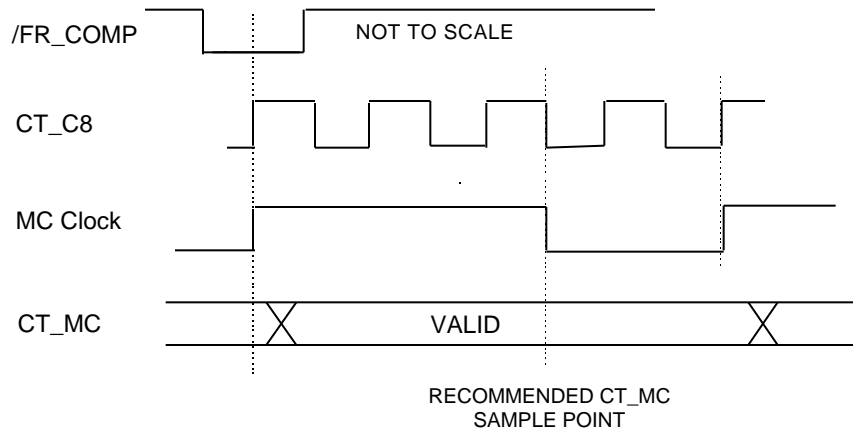 /FR_COMP
NOT TO SCALE
CT_C8
MC Clock
CT_MC
VALID
RECOMMENDED CT_MC
SAMPLE POINT